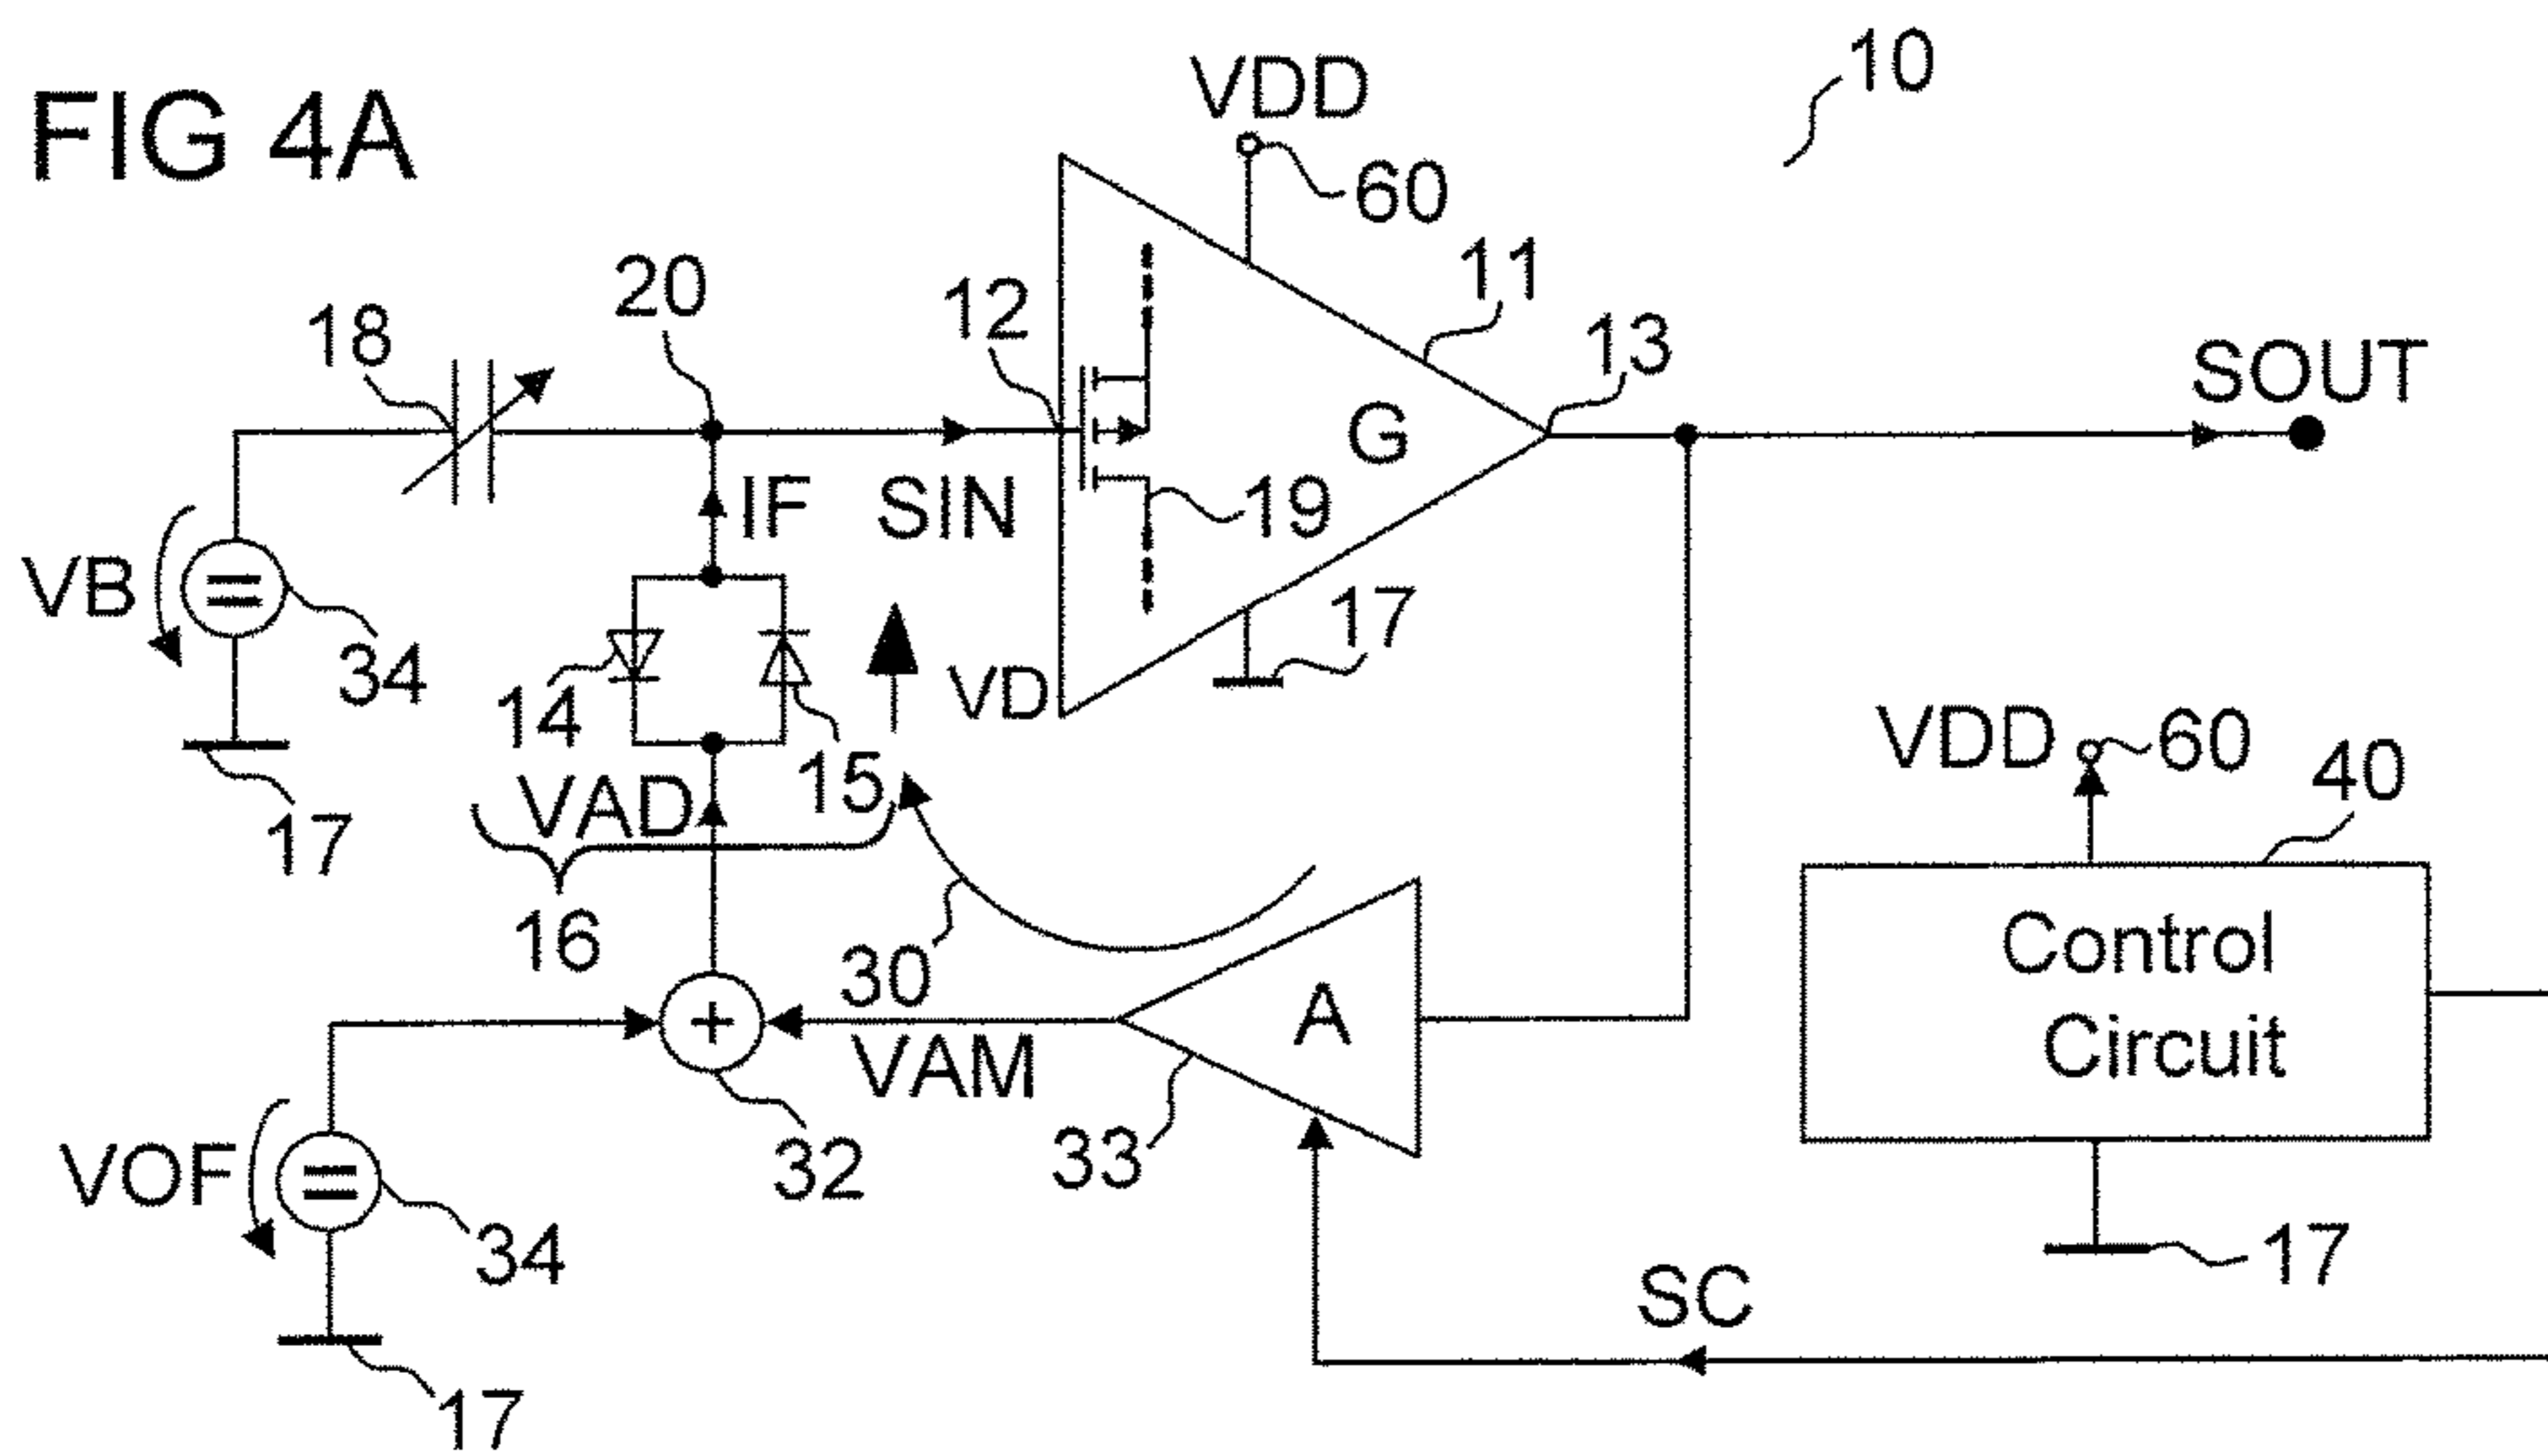 FIG 4A
VDD
10
60
11
20
12
18
13
SOUT
G
IF
SIN
19
VB
34
17
14
VD
15
VDD
60
40
VAD
17
16
30
Control
Circuit
A
+
VAM
VOF
32
33
34
17
SC
17